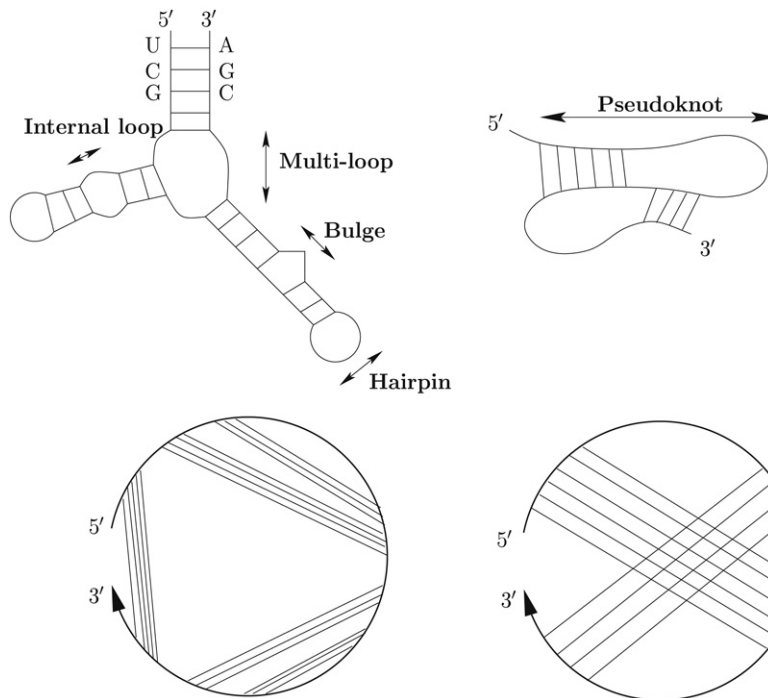 5′ 3′
U A
C G
G C
Internal loop
Multi-loop
Bulge
Hairpin
Pseudoknot
5′
3′
5′
3′
5′
3′